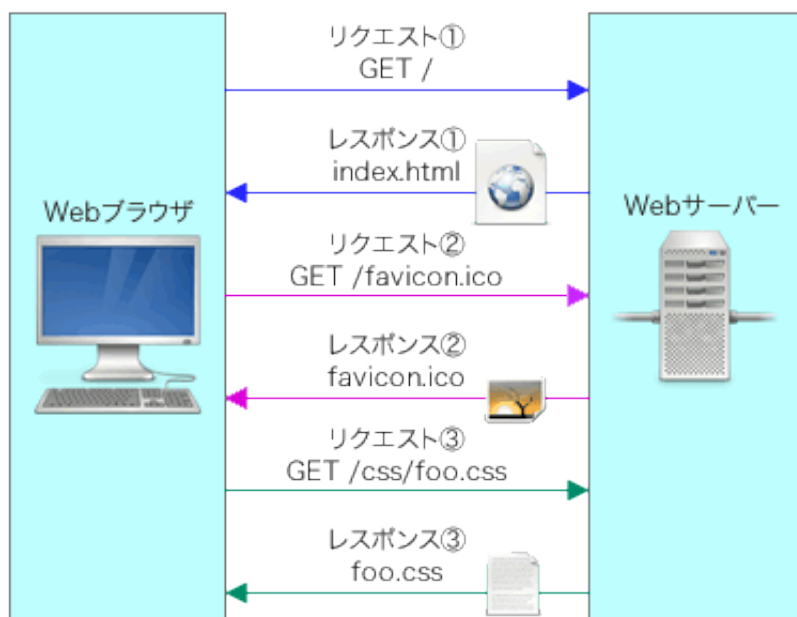 リクエスト①
GET /
レスポンス①
index.html
Webブラウザ
Webサーバー
リクエスト②
GET /favicon.ico
レスポンス②
favicon.ico
リクエスト③
GET /css/foo.css
レスポンス③
foo.css